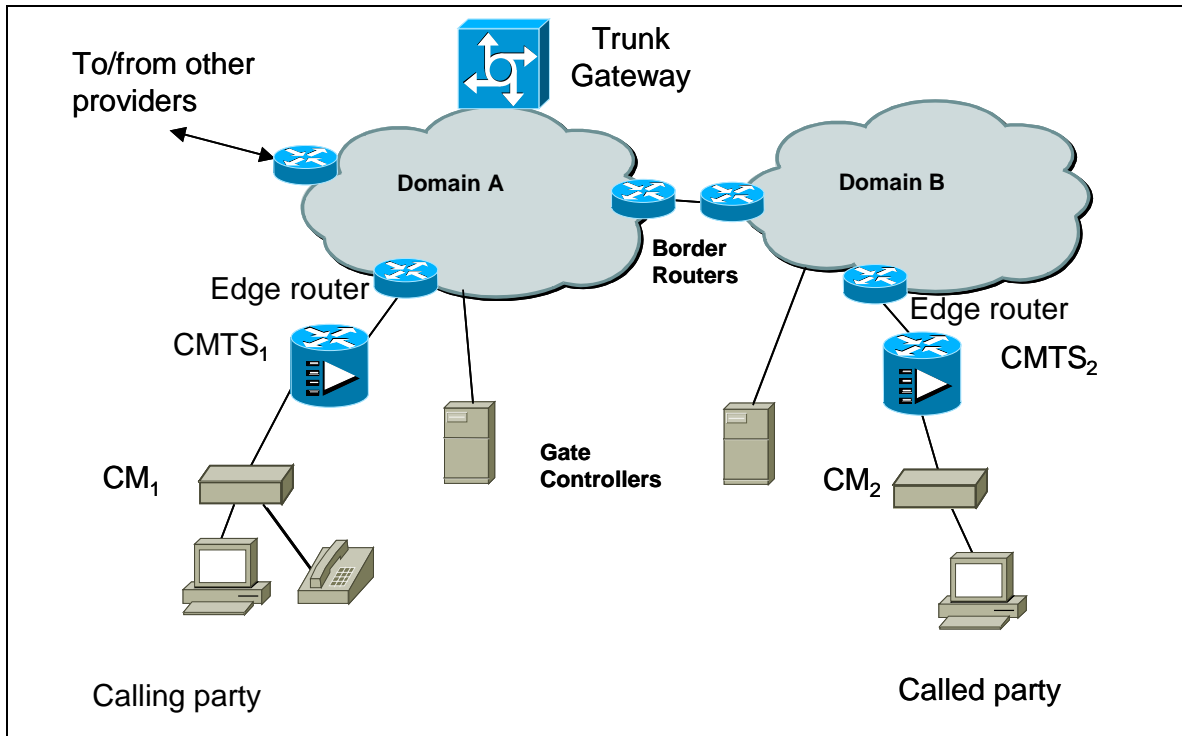 Trunk
Gateway
To/from other
providers
Domain A
Domain B
Border
Routers
Edge router
Edge router
CMTS₁
CMTS₂
Gate
Controllers
CM₁
CM₂
Calling party
Called party